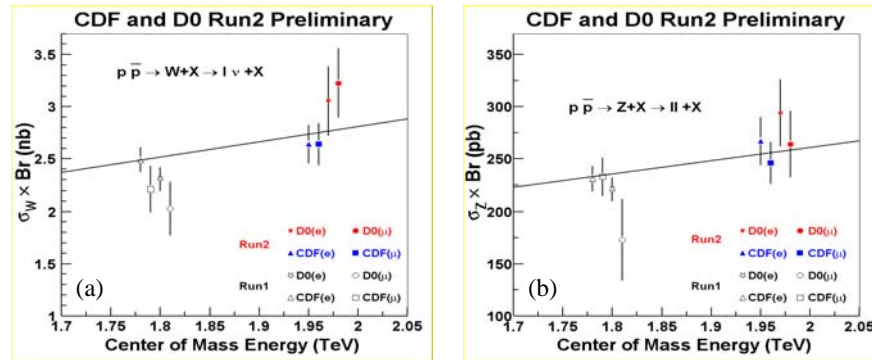 CDF and D0 Run2 Preliminary
σW × Br (nb)
3.5
3
2.5
2
1.5
1
p p̅ → W+X → l ν +X
Run2
D0(e)
D0(μ)
CDF(e)
CDF(μ)
Run1
D0(e)
D0(μ)
CDF(e)
CDF(μ)
(a)
1.7 1.75 1.8 1.85 1.9 1.95 2 2.05
Center of Mass Energy (TeV)
CDF and D0 Run2 Preliminary
σZ × Br (pb)
350
300
250
200
150
100
p p̅ → Z+X → ll +X
Run2
D0(e)
D0(μ)
CDF(e)
CDF(μ)
Run1
D0(e)
D0(μ)
CDF(e)
CDF(μ)
(b)
1.7 1.75 1.8 1.85 1.9 1.95 2 2.05
Center of Mass Energy (TeV)